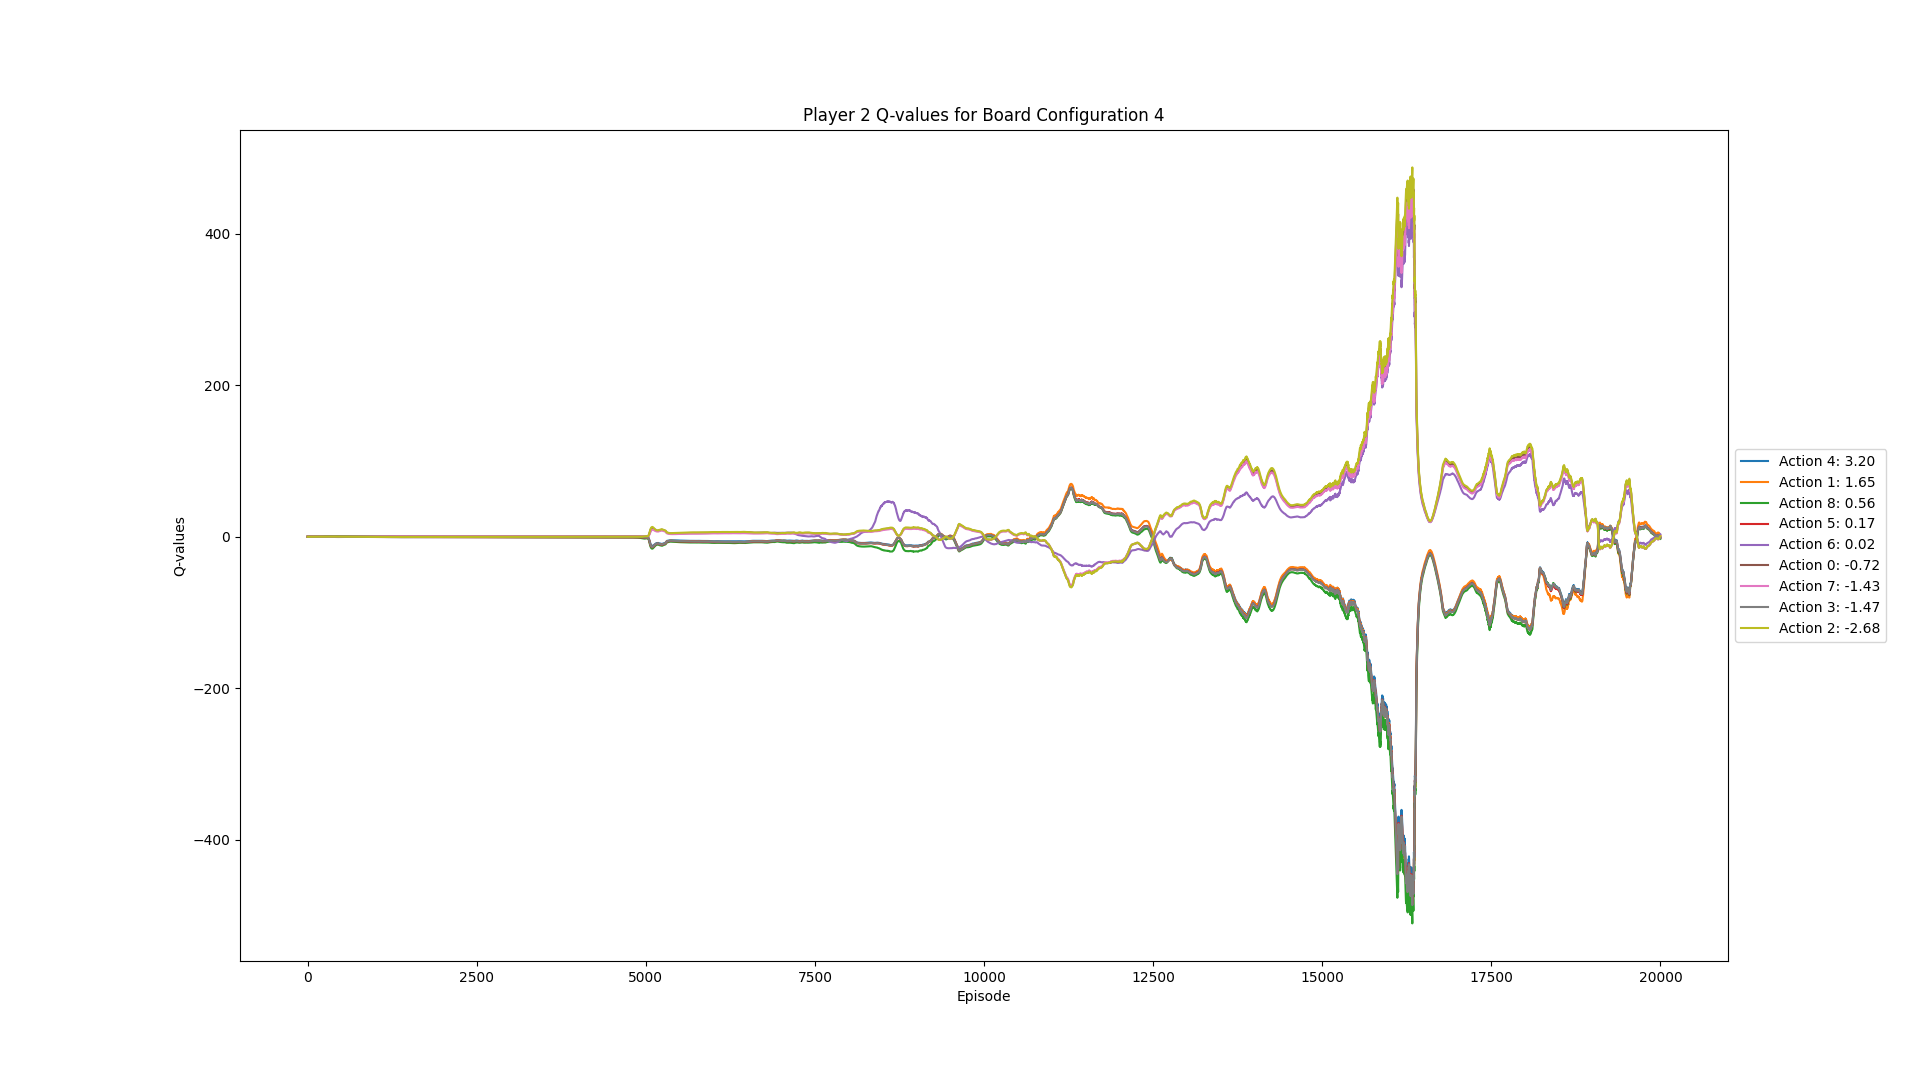 Player 2 Q-values for Board Configuration 4
Q-values
400
200
0
−200
−400
0
2500
5000
7500
10000
12500
15000
17500
20000
Episode
Action 4: 3.20
Action 1: 1.65
Action 8: 0.56
Action 5: 0.17
Action 6: 0.02
Action 0: -0.72
Action 7: -1.43
Action 3: -1.47
Action 2: -2.68